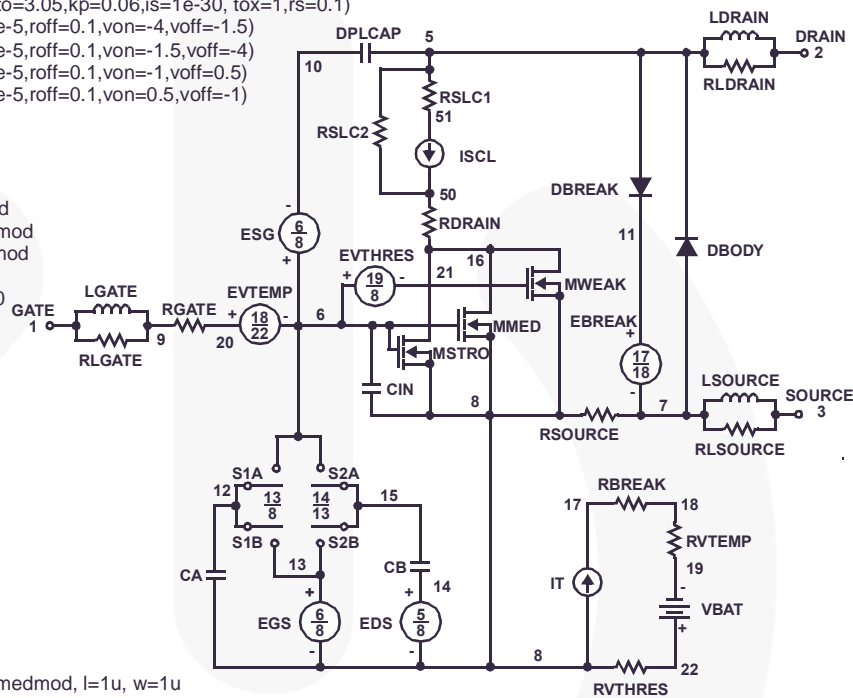 to=3.05,kp=0.06,is=1e-30, tox=1,rs=0.1)
e-5,roff=0.1,von=-4,voff=-1.5)
e-5,roff=0.1,von=-1.5,voff=-4)
e-5,roff=0.1,von=-1,voff=0.5)
e-5,roff=0.1,von=0.5,voff=-1)
d
mod
mod
0
LDRAIN
DPLCAP
5
DRAIN
2
10
RLDRAIN
RSLC1
51
RSLC2
ISCL
DBREAK
50
RDRAIN
ESG
6
8
-
+
11
DBODY
EVTHRES
16
21
+
19
8
-
MWEAK
LGATE
GATE
1
RGATE
EVTEMP
+
18
22
-
6
MMED
EBREAK
+
9
20
RLGATE
MSTRO
17
18
-
LSOURCE
CIN
8
7
SOURCE
3
RSOURCE
RLSOURCE
S1A
S2A
12
13
8
14
13
15
S1B
S2B
13
RBREAK
17
18
RVTEMP
CA
CB
14
IT
19
-
VBAT
+
+
EGS
6
8
-
+
EDS
5
8
-
8
22
RVTHRES
medmod, l=1u, w=1u